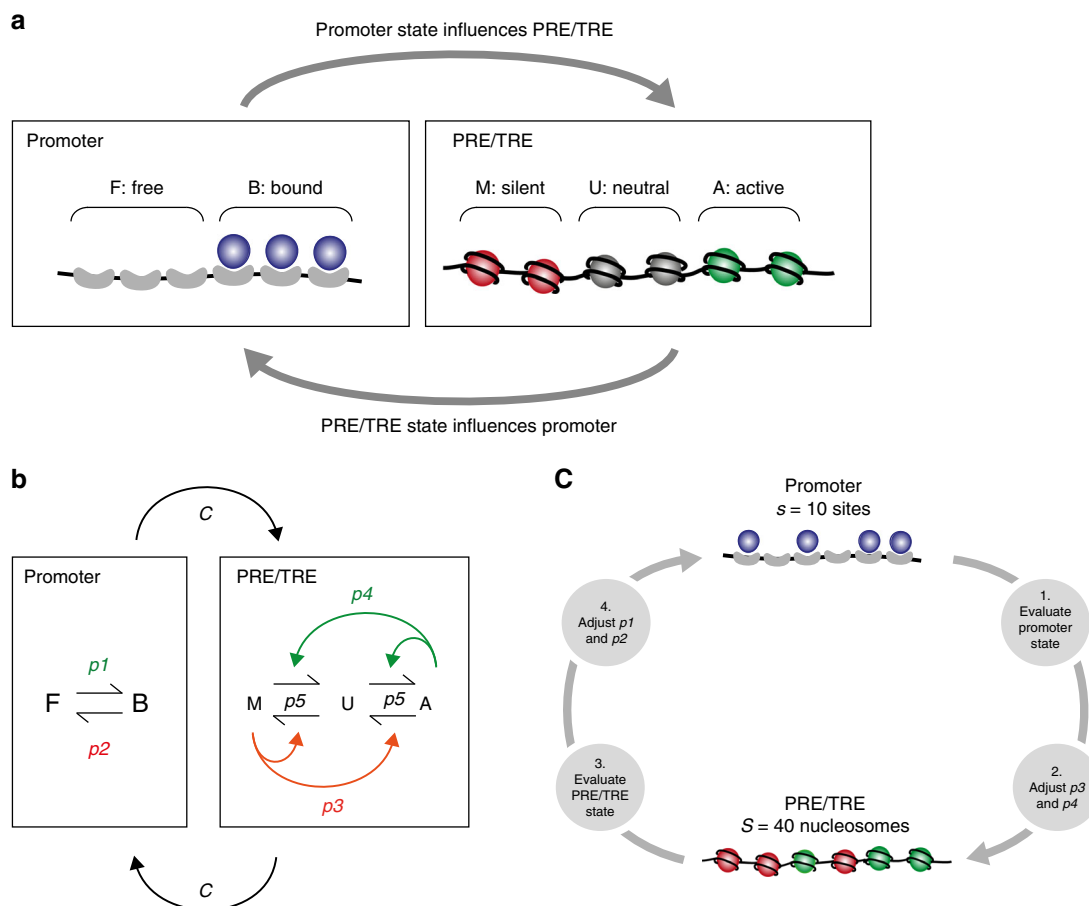 a
Promoter state influences PRE/TRE
Promoter
F: free
B: bound
PRE/TRE
M: silent
U: neutral
A: active
PRE/TRE state influences promoter
b
C
Promoter
p1
F
B
p2
PRE/TRE
p4
M
p5
U
p5
A
p3
C
C
Promoter
s = 10 sites
1.
Evaluate
promoter
state
2.
Adjust p3
and p4
PRE/TRE
S = 40 nucleosomes
3.
Evaluate
PRE/TRE
state
4.
Adjust p1
and p2